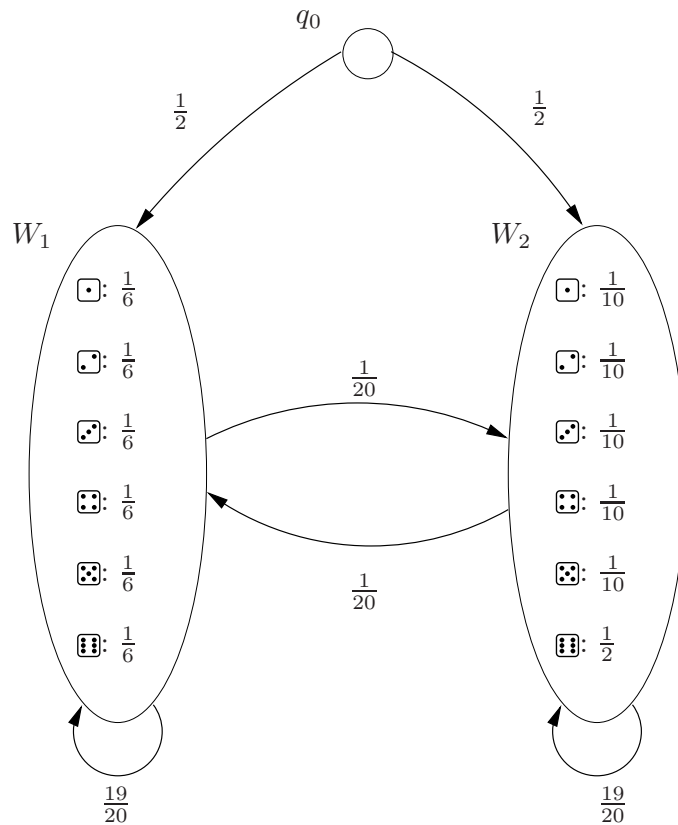 q₀
1/2 1/2
W₁ W₂
⚀: 1/6 ⚀: 1/10
⚁: 1/6 ⚁: 1/10
1/20
⚂: 1/6 ⚂: 1/10
⚃: 1/6 ⚃: 1/10
⚄: 1/6 ⚄: 1/10
1/20
⚅: 1/6 ⚅: 1/2
19/20 19/20